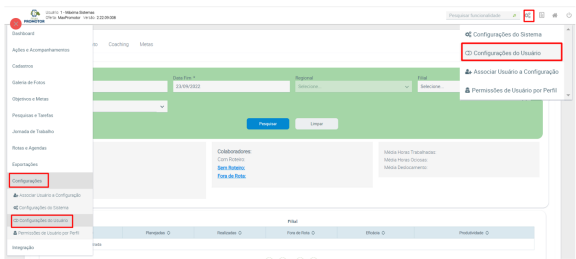 Usuário: 1 - Máxima Sistemas
Oferta: MaxPromotor Versão: 2.22.09.008
PROMOTOR
Pesquisar funcionalidade
Dashboard
Ações e Acompanhamentos
Coaching Metas
Cadastros
Galeria de Fotos
Objetivos e Metas
Pesquisas e Tarefas
Jornada de Trabalho
Rotas e Agendas
Exportações
Configurações
Associar Usuário a Configuração
Configurações do Sistema
Configurações do Usuário
Permissões de Usuário por Perfil
Integração
Configurações do Sistema
Configurações do Usuário
Associar Usuário a Configuração
Permissões de Usuário por Perfil
Data Fim *
23/09/2022
Regional
Selecione
Filial
Selecione...
Pesquisar
Limpar
Colaboradores:
Com Roteiro:
Sem Roteiro:
Fora de Rota:
Média Horas Trabalhadas:
Média Horas Ociosas:
Média Deslocamento:
Filial
Planejadas
Realizadas
Fora de Rota
Eficácia
Produtividade